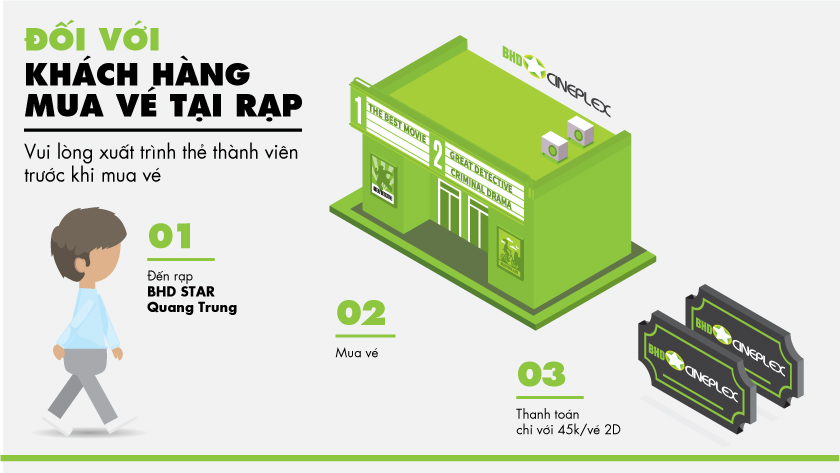 ĐỐI VỚI
KHÁCH HÀNG
MUA VÉ TẠI RẠP
Vui lòng xuất trình thẻ thành viên
trước khi mua vé
01
Đến rạp
BHD STAR
Quang Trung
BHD CINEPLEX
1 THE BEST MOVIE
2 GREAT DETECTIVE
CRIMINAL DRAMA
02
Mua vé
03
Thanh toán
chỉ với 45k/vé 2D
BHD CINEPLEX
BHD CINEPLEX